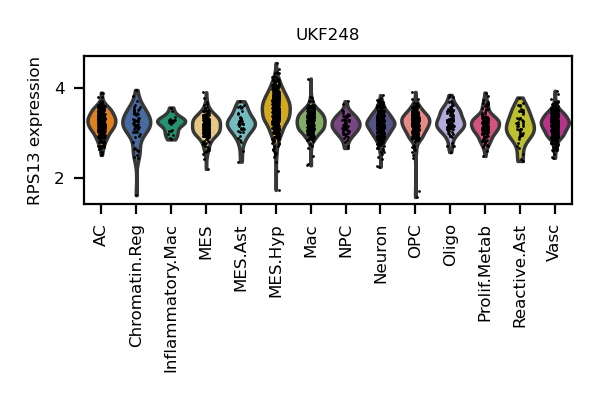 UKF248
RPS13 expression
4
2
AC
Chromatin.Reg
Inflammatory.Mac
MES
MES.Ast
MES.Hyp
Mac
NPC
Neuron
OPC
Oligo
Prolif.Metab
Reactive.Ast
Vasc